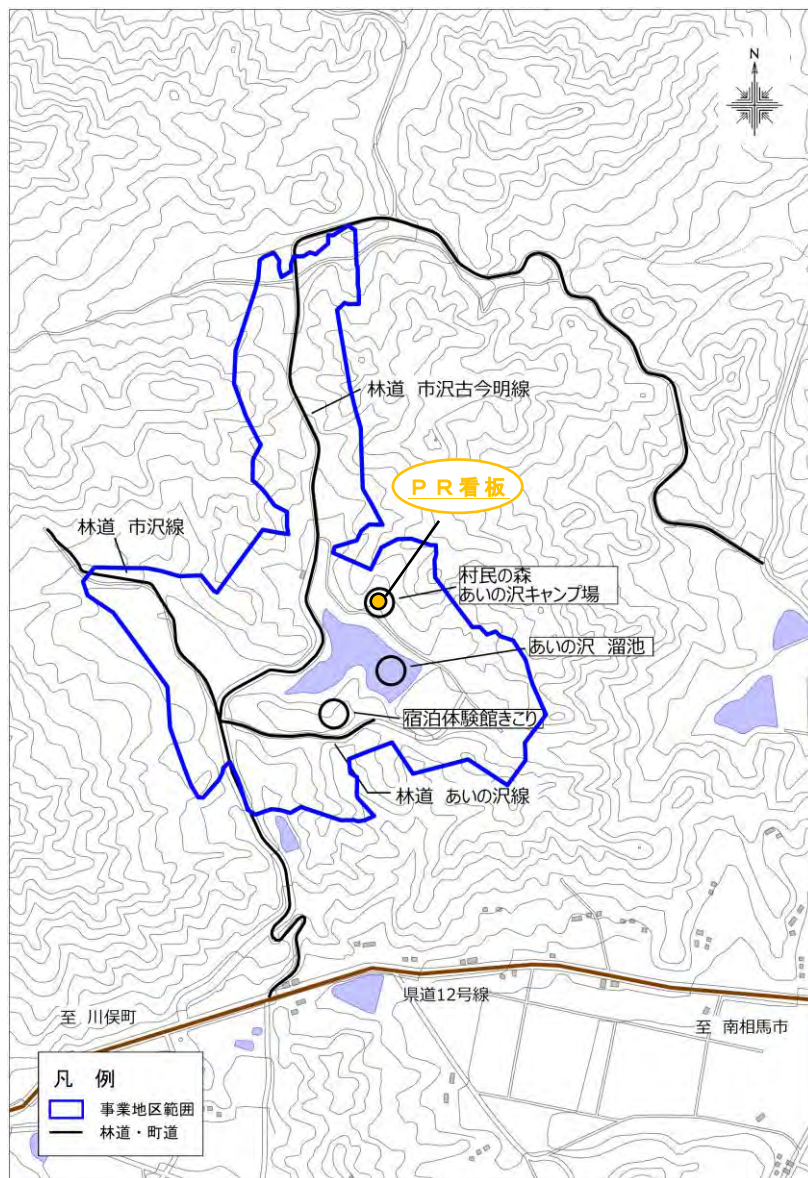 N
林道 市沢古今明線
PR看板
林道 市沢線
村民の森
あいの沢キャンプ場
あいの沢 溜池
宿泊体験館きこり
林道 あいの沢線
県道12号線
至 川俣町
至 南相馬市
凡 例
事業地区範囲
林道・町道